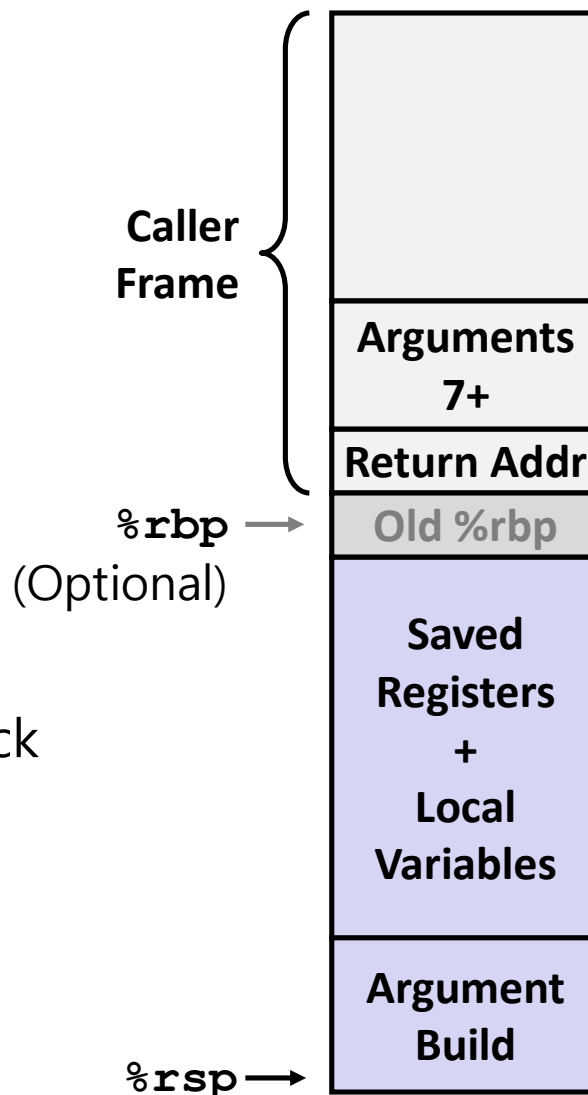 Caller
Frame
Arguments
7+
Return Addr
%rbp
Old %rbp
(Optional)
Saved
Registers
+
Local
Variables
ck
Argument
Build
%rsp